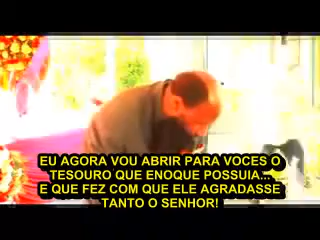 EU AGORA VOU ABRIR PARA VOCES O
TESOURO QUE ENOQUE POSSUIA...
E QUE FEZ COM QUE ELE AGRADASSE
TANTO O SENHOR!